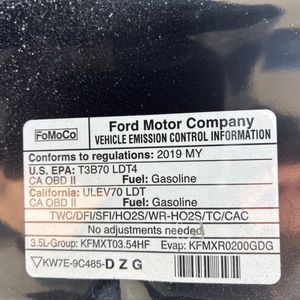 FoMoCo
Ford Motor Company
VEHICLE EMISSION CONTROL INFORMATION
Conforms to regulations: 2019 MY
U.S. EPA: T3B70 LDT4
CA OBD II Fuel: Gasoline
California: ULEV70 LDT
CA OBD II Fuel: Gasoline
TWC/DFI/SFI/HO2S/WR-HO2S/TC/CAC
No adjustments needed.
3.5L-Group: KFMXT03.54HF Evap: KFMXR0200GDG
KW7E-9C485-D Z G